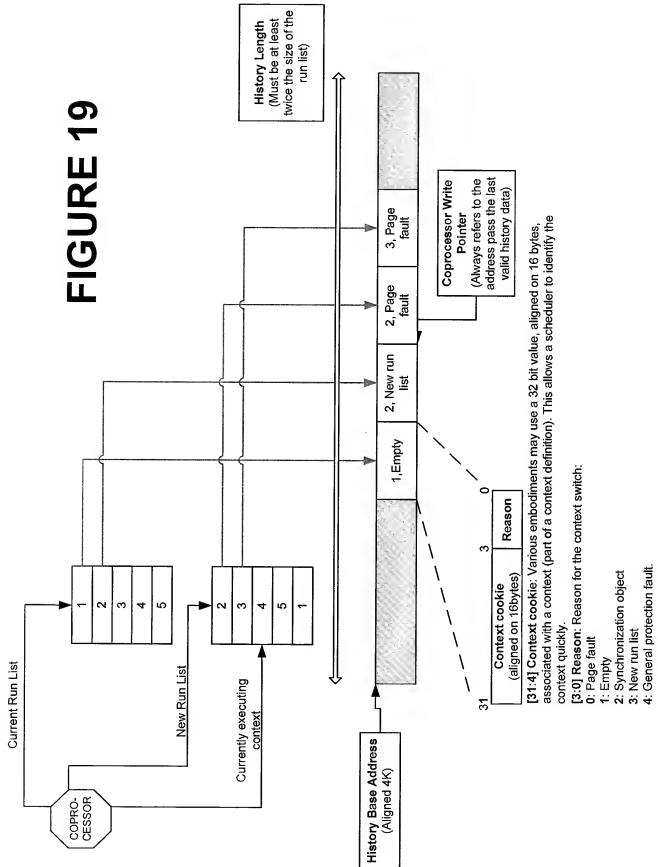 FIGURE 19
COPRO-
CESSOR
Current Run List
New Run List
Currently executing
context
1
2
3
4
5
2
3
4
5
1
History Length
(Must be at least
twice the size of the
run list)
History Base Address
(Aligned 4K)
1,Empty
2, New run
list
2, Page
fault
3, Page
fault
Coprocessor Write
Pointer
(Always refers to the
address pass the last
valid history data)
31
3
0
Context cookie
(aligned on 16bytes)
Reason
[31:4] Context cookie: Various embodiments may use a 32 bit value, aligned on 16 bytes,
associated with a context (part of a context definition). This allows a scheduler to identify the
context quickly.
[3:0] Reason: Reason for the context switch:
0: Page fault
1: Empty
2: Synchronization object
3: New run list
4: General protection fault.